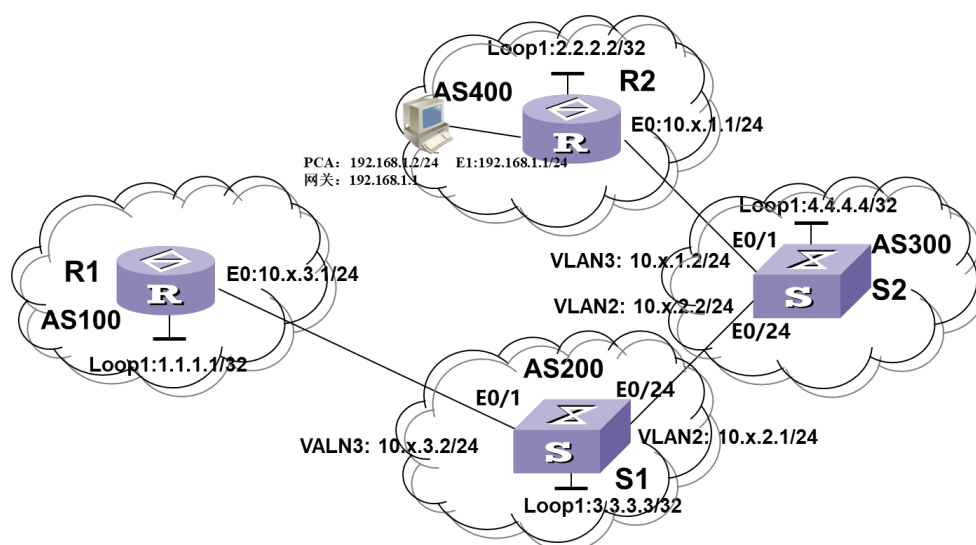 Loop1:2.2.2.2/32
R2
AS400
R
E0:10.x.1.1/24
PCA： 192.168.1.2/24 E1:192.168.1.1/24
网关：192.168.1.1
Loop1:4.4.4.4/32
E0/1
AS300
R1
E0:10.x.3.1/24
R
VLAN3: 10.x.1.2/24
S
S2
VLAN2: 10.x.2.2/24
AS100
E0/24
Loop1:1.1.1.1/32
AS200
E0/1
E0/24
VALN3: 10.x.3.2/24
S
VLAN2: 10.x.2.1/24
S1
Loop1:3.3.3.3/32